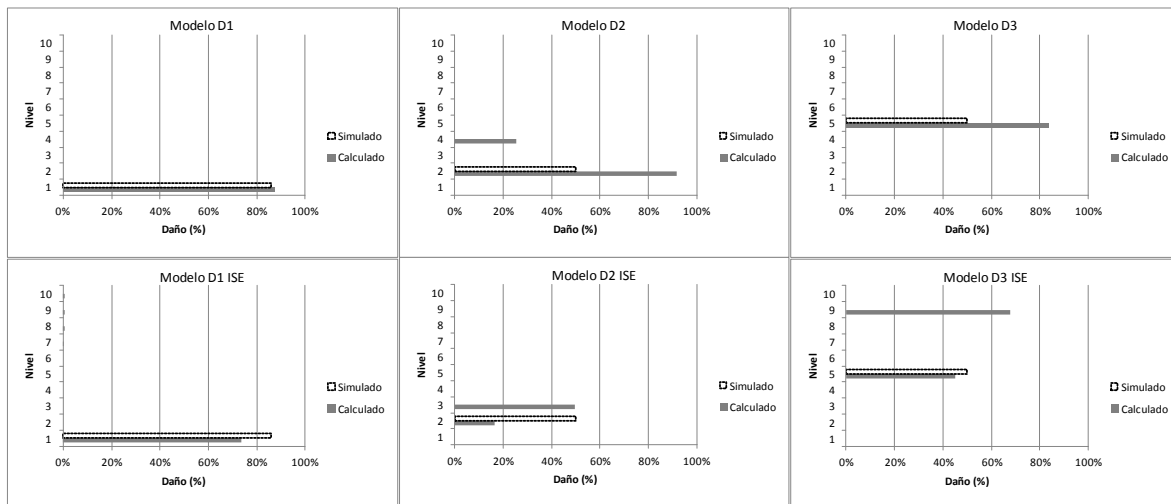 Modelo D1
10
9
8
7
6
5
4
3
2
1
Nivel
0% 20% 40% 60% 80% 100%
Daño (%)
Simulado
Calculado
Modelo D2
10
9
8
7
6
5
4
3
2
1
Nivel
0% 20% 40% 60% 80% 100%
Daño (%)
Simulado
Calculado
Modelo D3
10
9
8
7
6
5
4
3
2
1
Nivel
0% 20% 40% 60% 80% 100%
Daño (%)
Simulado
Calculado
Modelo D1 ISE
10
9
8
7
6
5
4
3
2
1
Nivel
0% 20% 40% 60% 80% 100%
Daño (%)
Simulado
Calculado
Modelo D2 ISE
10
9
8
7
6
5
4
3
2
1
Nivel
0% 20% 40% 60% 80% 100%
Daño (%)
Simulado
Calculado
Modelo D3 ISE
10
9
8
7
6
5
4
3
2
1
Nivel
0% 20% 40% 60% 80% 100%
Daño (%)
Simulado
Calculado